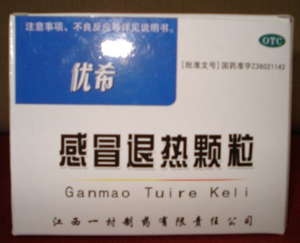 注意事项、不良反应等详见说明书。
OTC
优希
[批准文号]国药准字Z36021143
感冒退热颗粒
Ganmao Tuire Keli
江西一材制药有限责任公司